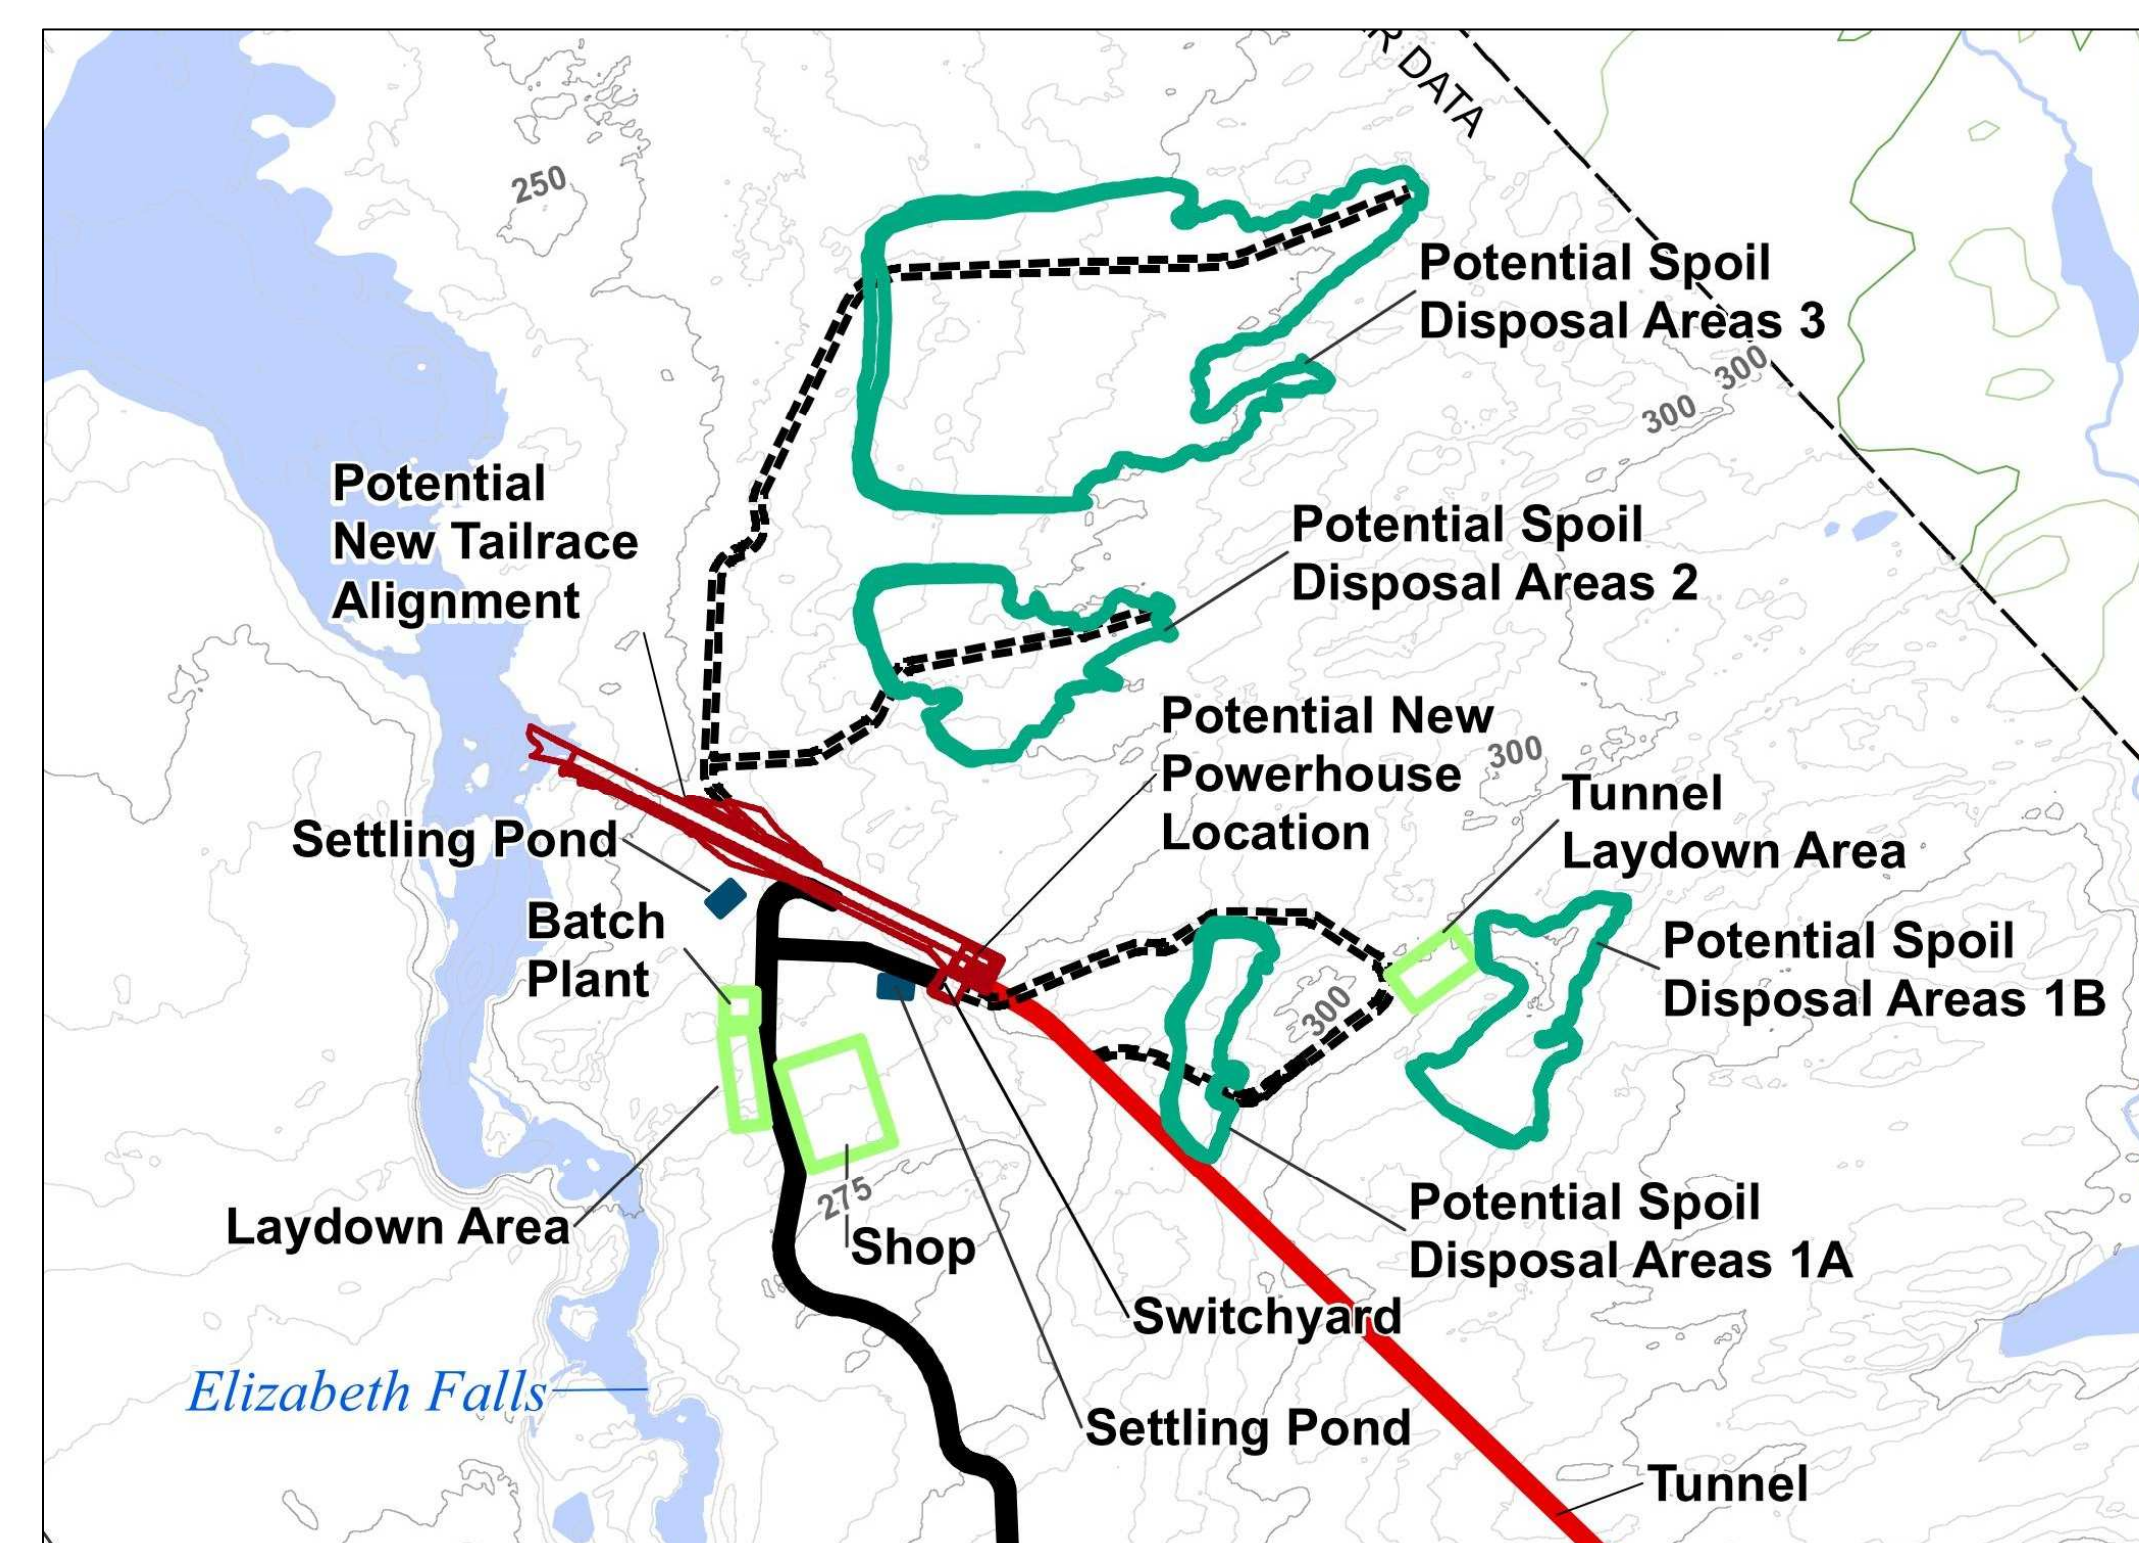 R DATA
250
Potential Spoil
Disposal Areas 3
300
300
Potential
New Tailrace
Alignment
Potential Spoil
Disposal Areas 2
Potential New
Powerhouse
Location
300
Tunnel
Laydown Area
Settling Pond
Batch
Plant
Potential Spoil
Disposal Areas 1B
300
275
Laydown Area
Shop
Potential Spoil
Disposal Areas 1A
Switchyard
Elizabeth Falls
Settling Pond
Tunnel